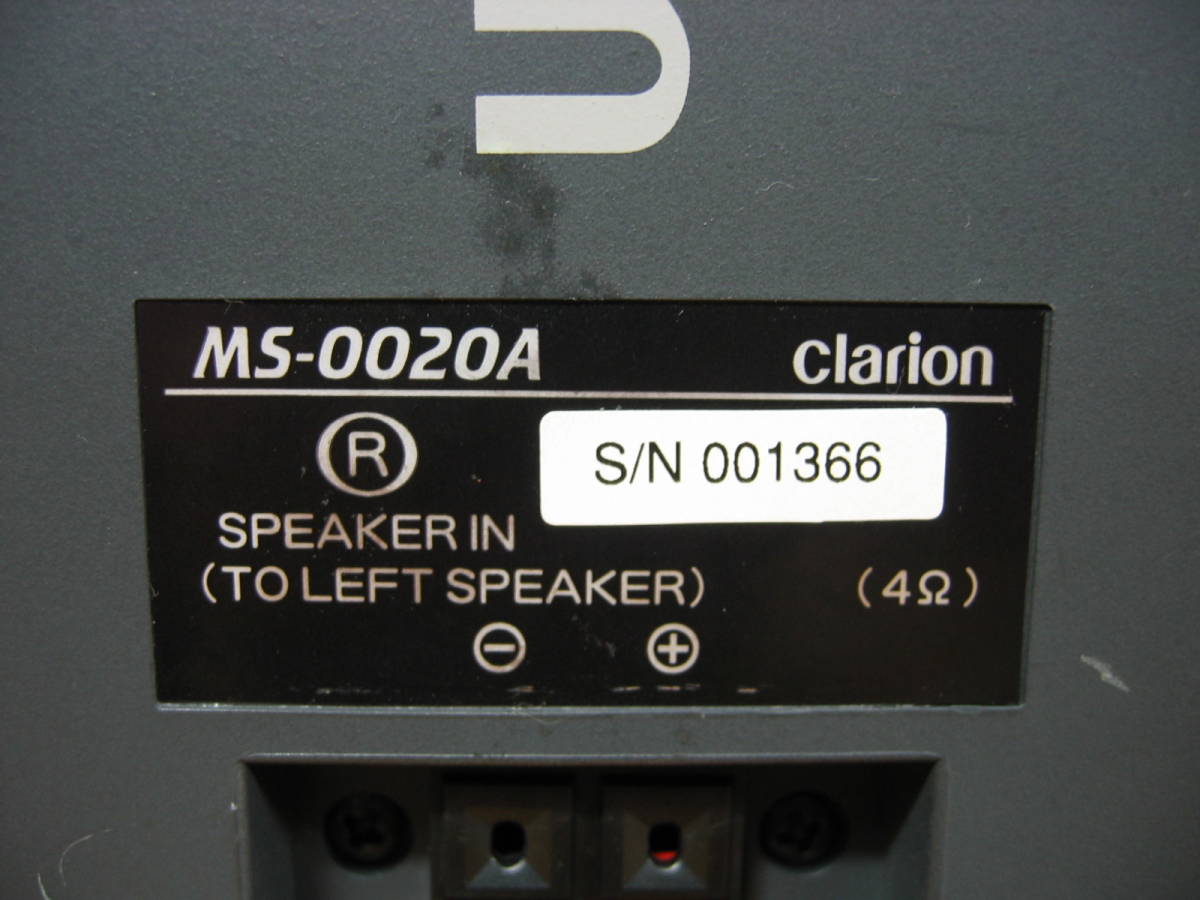 MS-0020A clarion
R
S/N 001366
SPEAKER IN
(TO LEFT SPEAKER) (4Ω)
⊖ ⊕